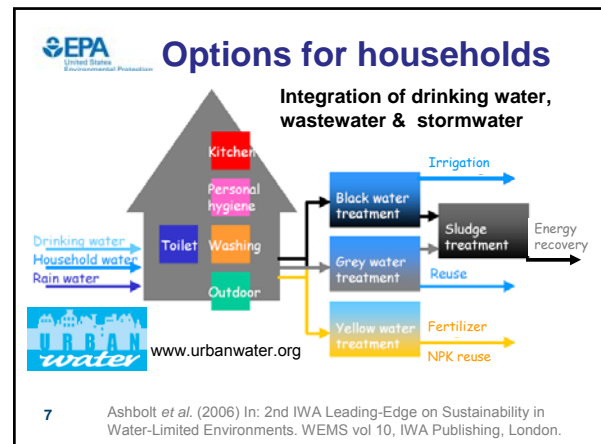 EPA
United States
Environmental Protection
Options for households
Integration of drinking water,
wastewater & stormwater
Kitchen
Personal
hygiene
Toilet
Washing
Outdoor
Drinking water
Household water
Rain water
Black water
treatment
Grey water
treatment
Yellow water
treatment
Sludge
treatment
Irrigation
Energy
recovery
Reuse
Fertilizer
NPK reuse
URBAN
water
www.urbanwater.org
7
Ashbolt et al. (2006) In: 2nd IWA Leading-Edge on Sustainability in
Water-Limited Environments. WEMS vol 10, IWA Publishing, London.